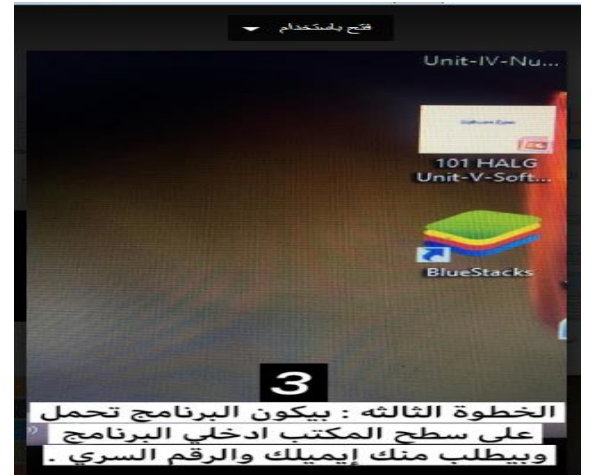 فتح باستخدام
Unit-IV-Nu...
101 HALG
Unit-V-Soft...
BlueStacks
3
الخطوة الثالثه : بيكون البرنامج تحمل
على سطح المكتب ادخلي البرنامج
وبيطلب منك إيميلك والرقم السري .